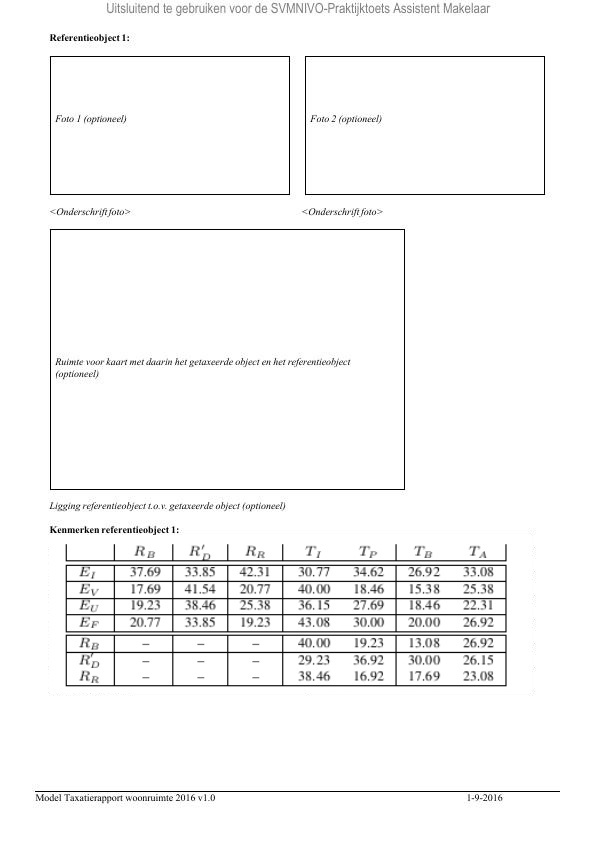 Uitsluitend te gebruiken voor de SVMNIVO-Praktijktoets Assistent Makelaar
Referentieobject 1:
Foto 1 (optioneel)
Foto 2 (optioneel)
<Onderschrift foto>
<Onderschrift foto>
Ruimte voor kaart met daarin het getaxeerde object en het referentieobject
(optioneel)
Ligging referentieobject t.o.v. getaxeerde object (optioneel)
Kenmerken referentieobject 1:
R_B R'_D R_R T_I T_P T_B T_A
E_I 37.69 33.85 42.31 30.77 34.62 26.92 33.08
E_V 17.69 41.54 20.77 40.00 18.46 15.38 25.38
E_U 19.23 38.46 25.38 36.15 27.69 18.46 22.31
E_F 20.77 33.85 19.23 43.08 30.00 20.00 26.92
R_B – – – 40.00 19.23 13.08 26.92
R'_D – – – 29.23 36.92 30.00 26.15
R_R – – – 38.46 16.92 17.69 23.08
Model Taxatierapport woonruimte 2016 v1.0 1-9-2016